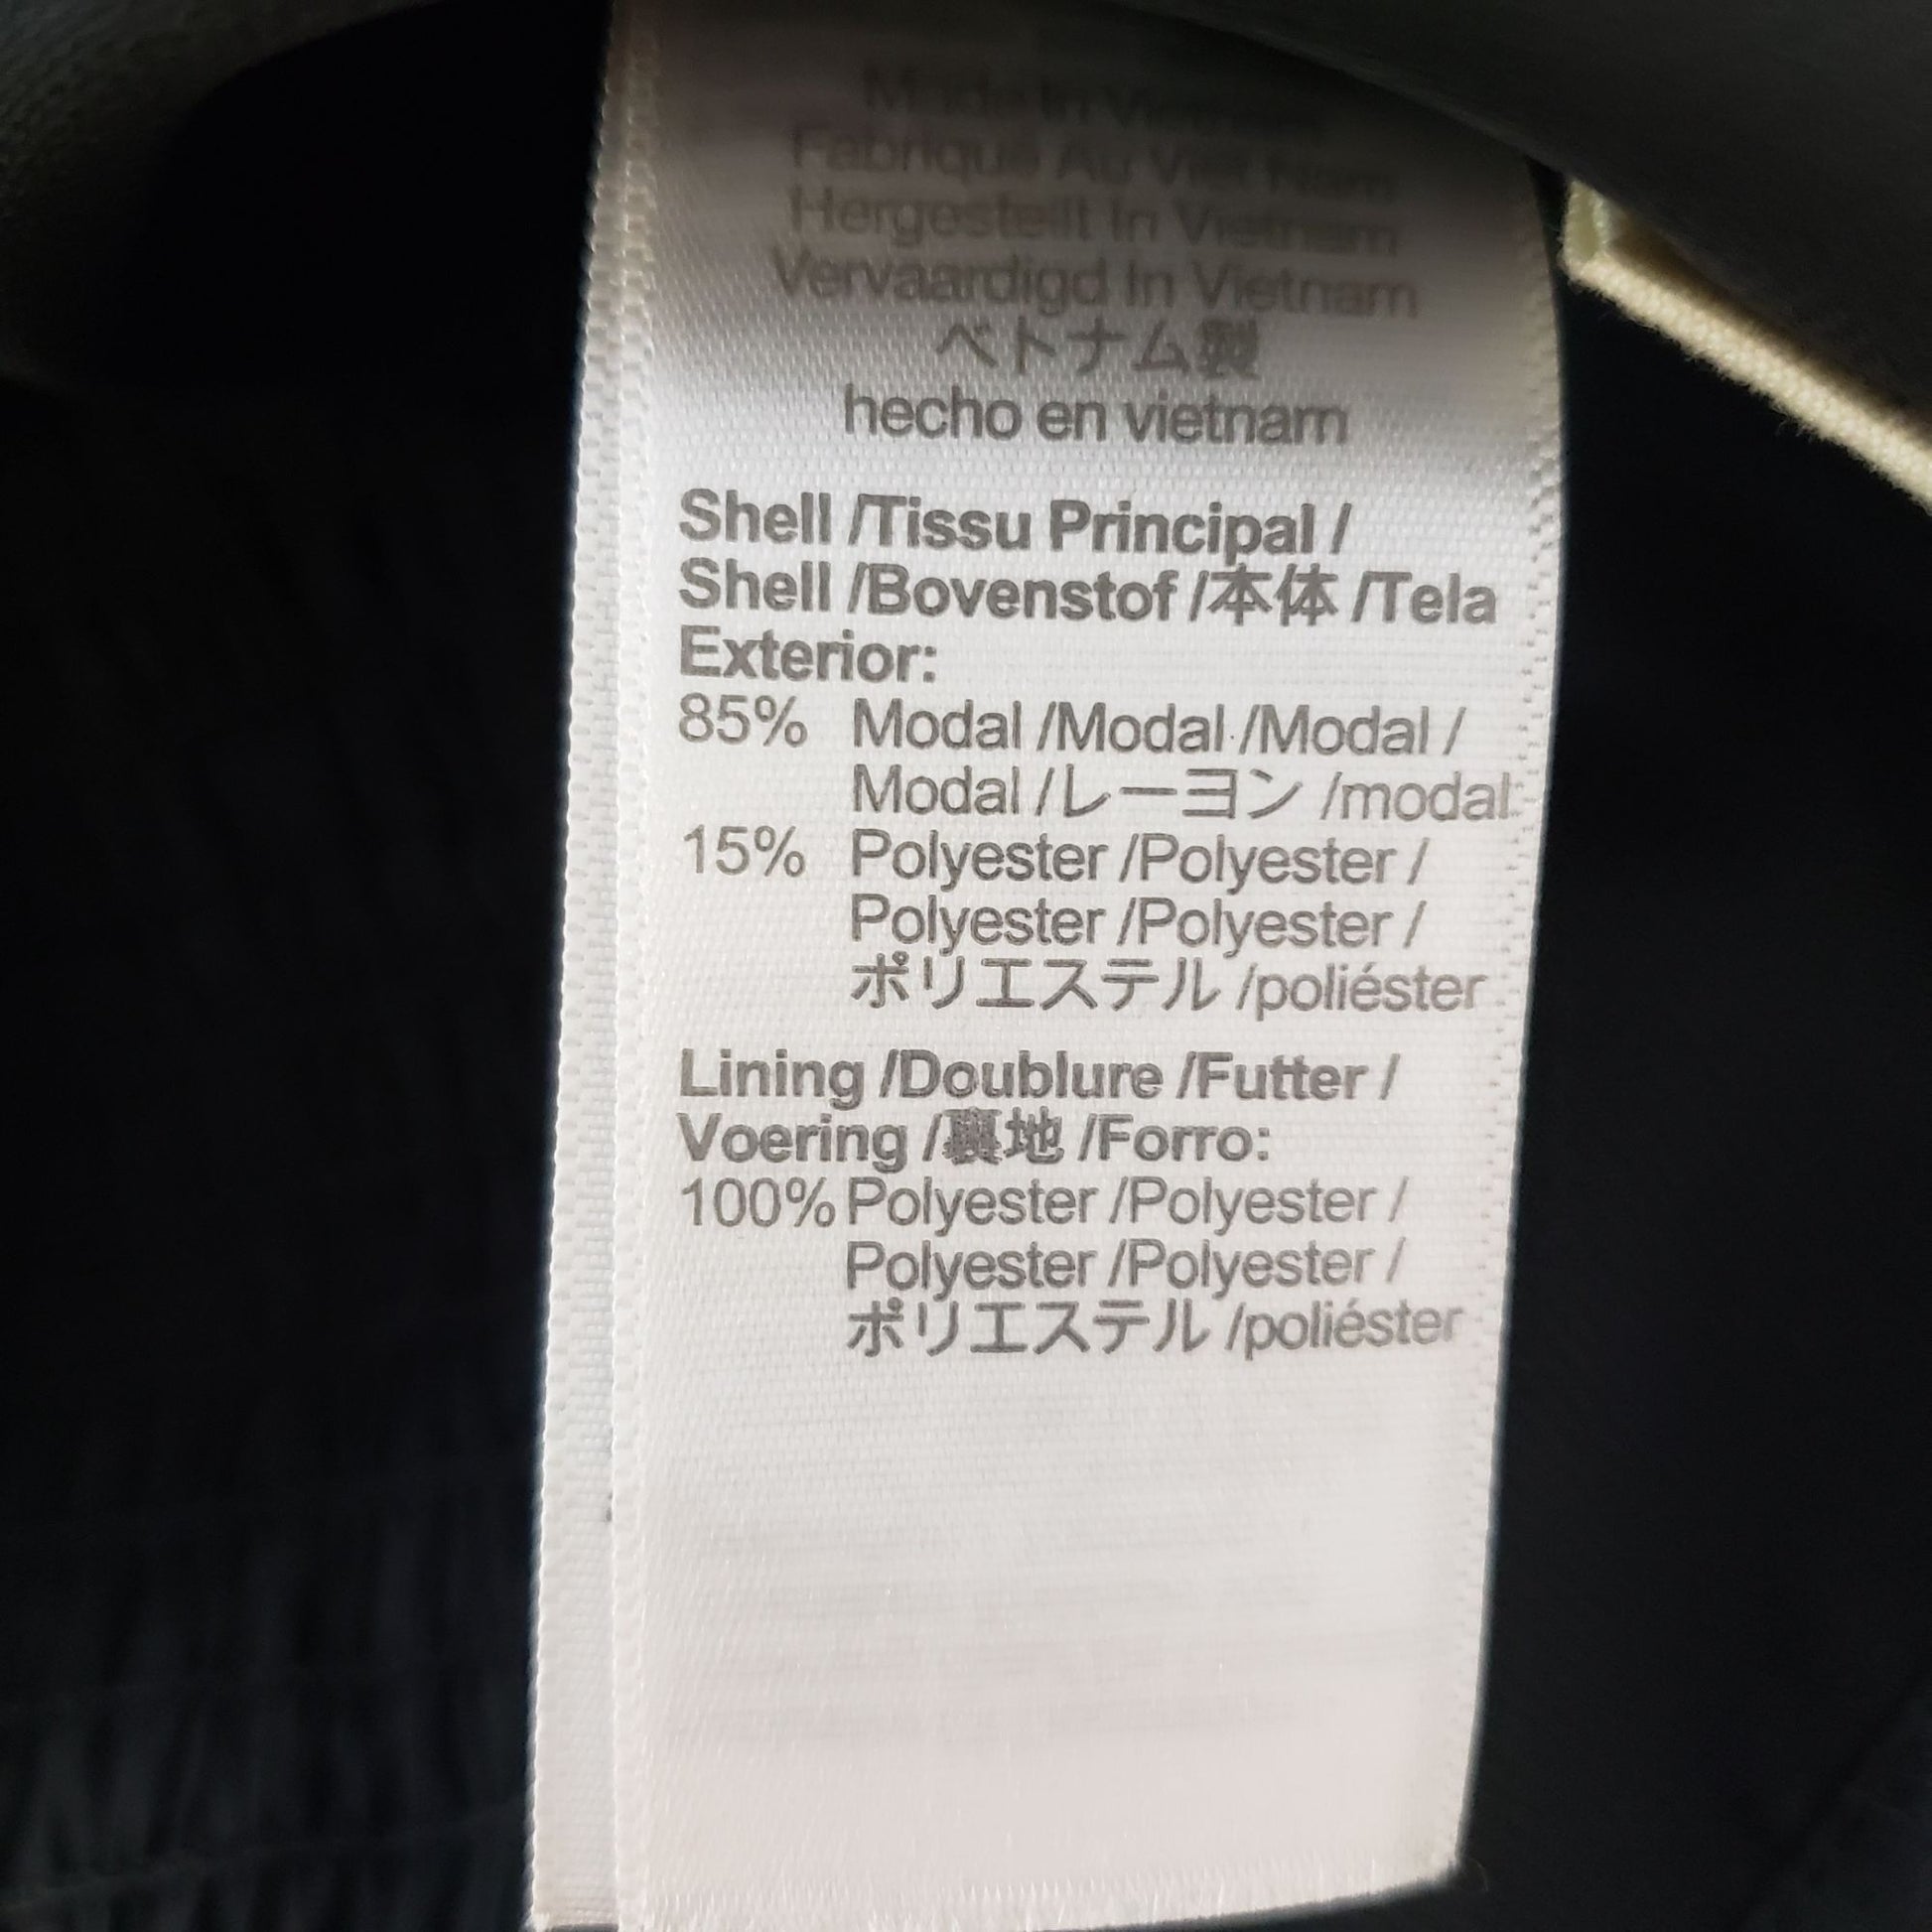 Made In Vietnam
Fabriqué Au Viet Nam
Hergestellt In Vietnam
Vervaardigd In Vietnam
ベトナム製
hecho en vietnam
Shell /Tissu Principal /
Shell /Bovenstof /本体 /Tela
Exterior:
85% Modal /Modal /Modal /
Modal /レーヨン /modal
15% Polyester /Polyester /
Polyester /Polyester /
ポリエステル /poliéster
Lining /Doublure /Futter /
Voering /裏地 /Forro:
100% Polyester /Polyester /
Polyester /Polyester /
ポリエステル /poliéster